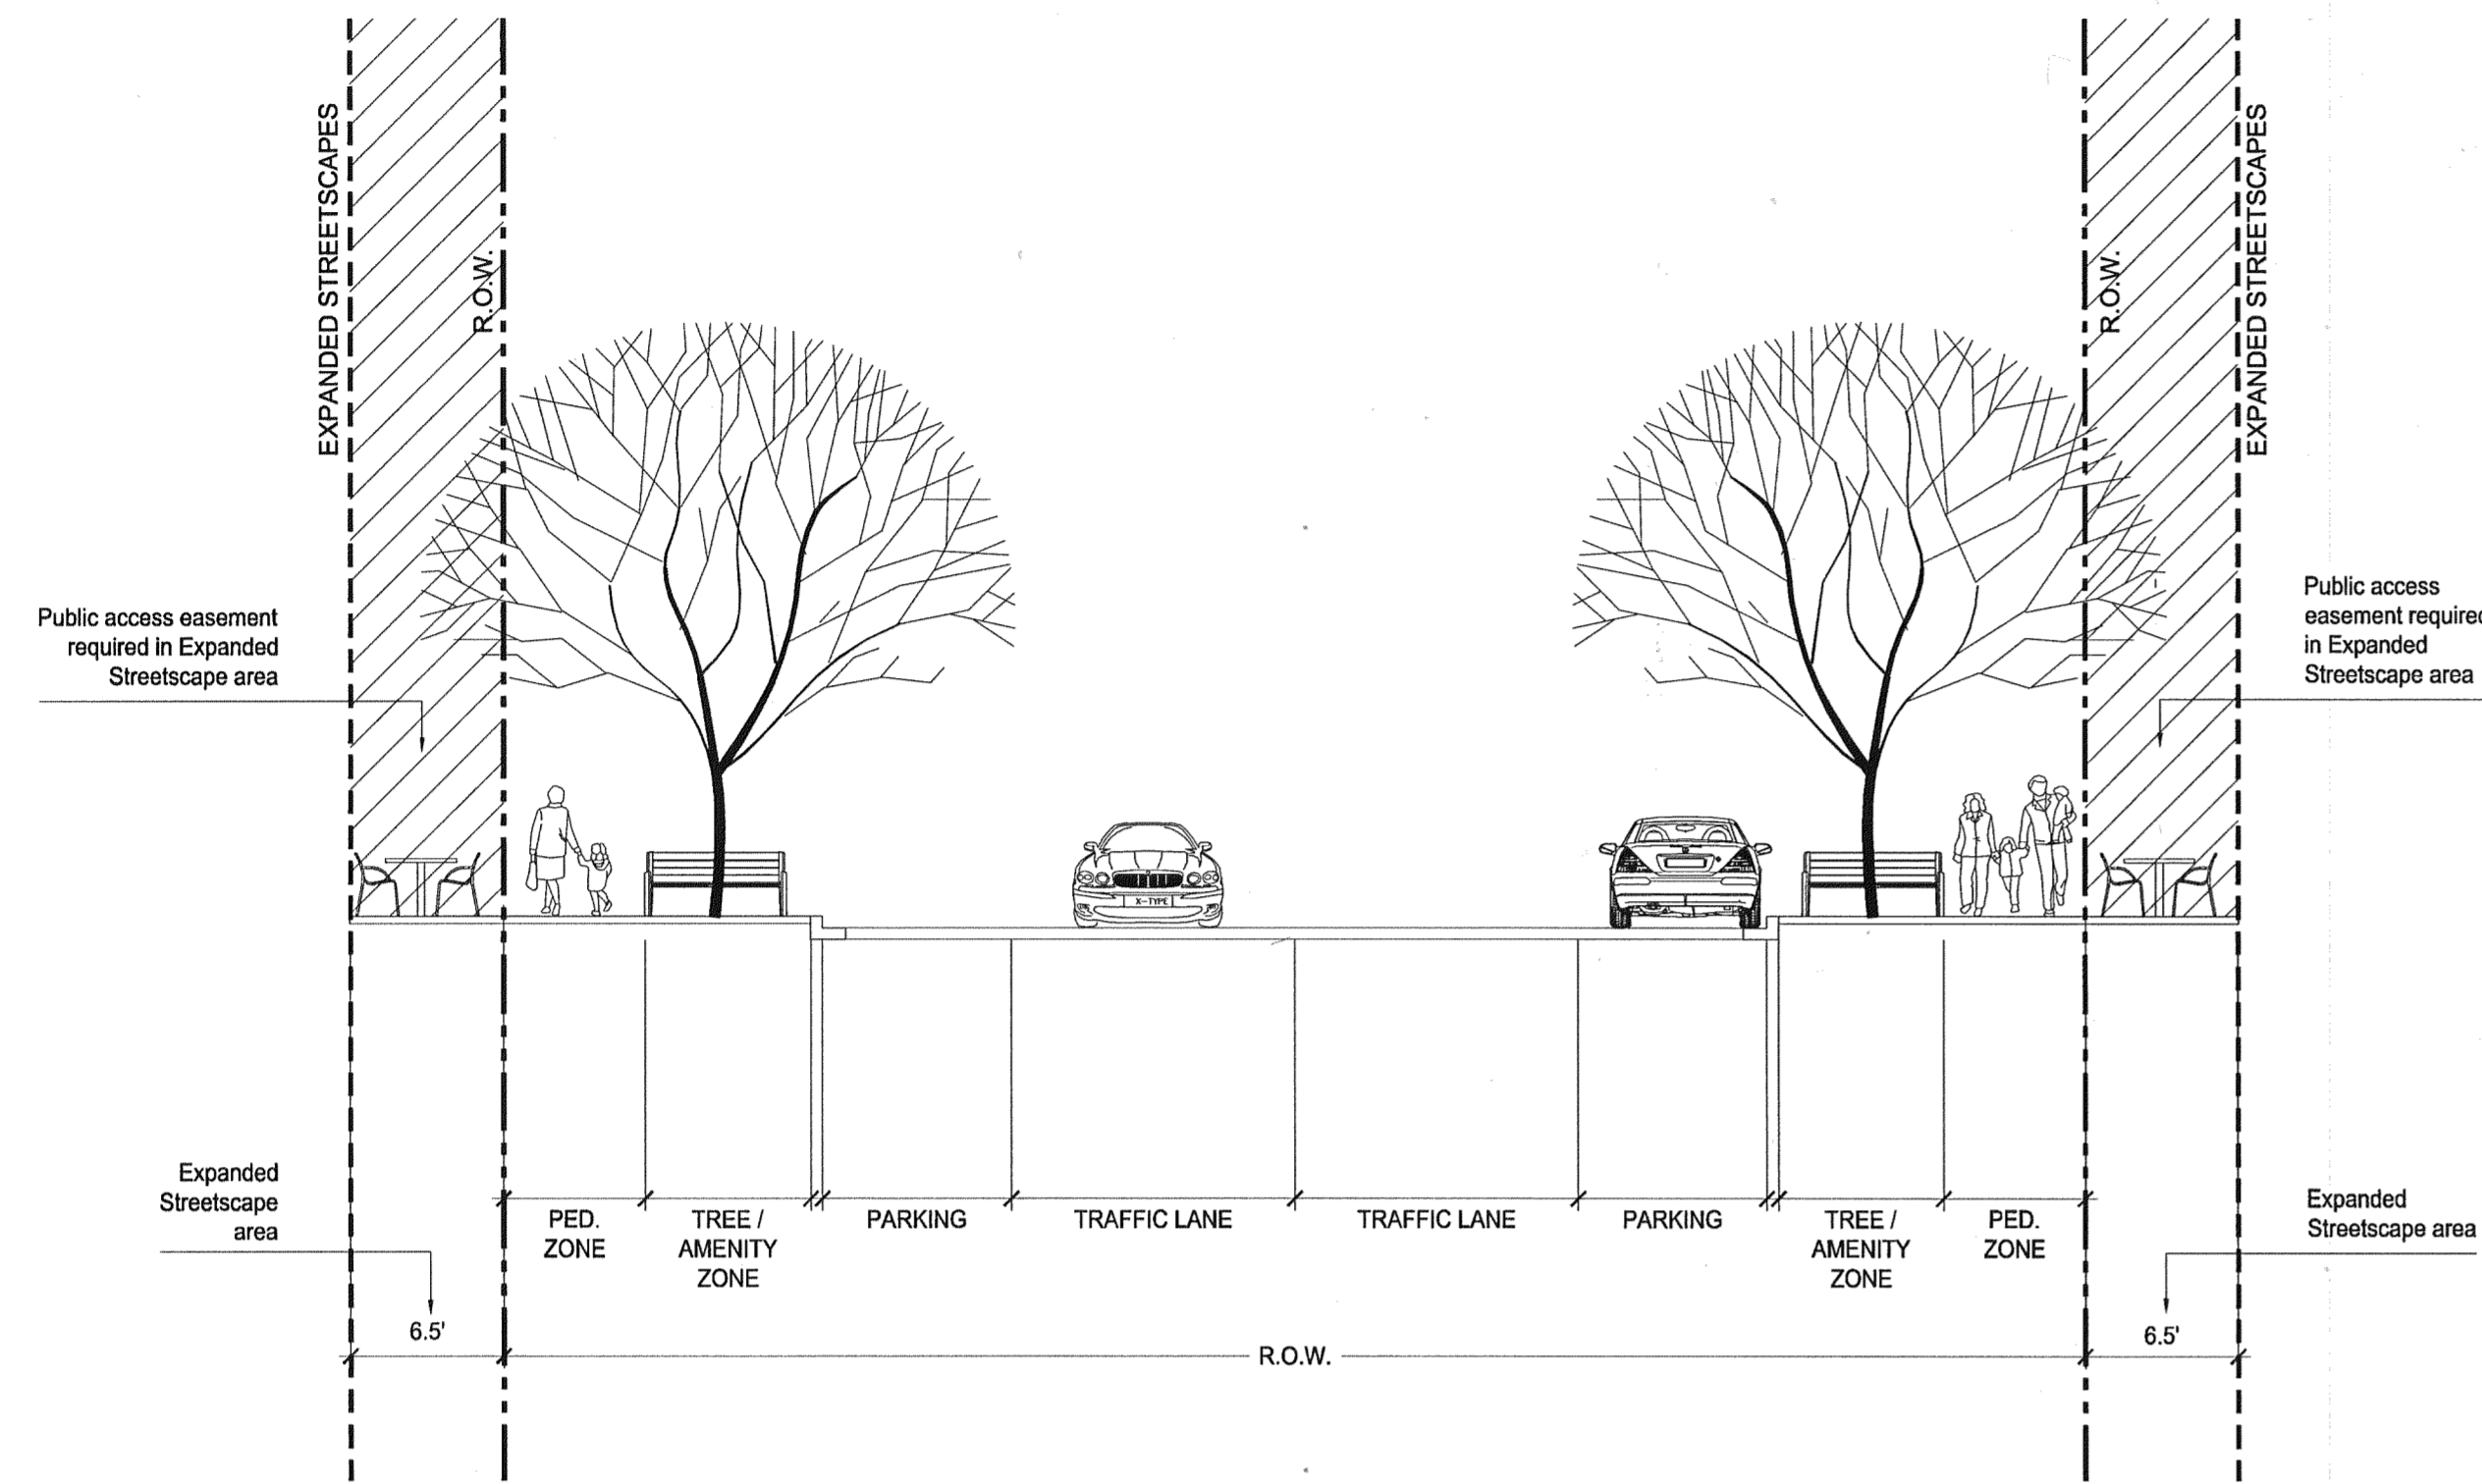 EXPANDED STREETSCAPES
R.O.W.
R.O.W.
EXPANDED STREETSCAPES
Public access easement
required in Expanded
Streetscape area
Public access
easement required
in Expanded
Streetscape area
X-TYPE
Expanded
Streetscape
area
6.5'
PED.
ZONE
TREE /
AMENITY
ZONE
PARKING
TRAFFIC LANE
TRAFFIC LANE
PARKING
TREE /
AMENITY
ZONE
PED.
ZONE
Expanded
Streetscape area
6.5'
R.O.W.